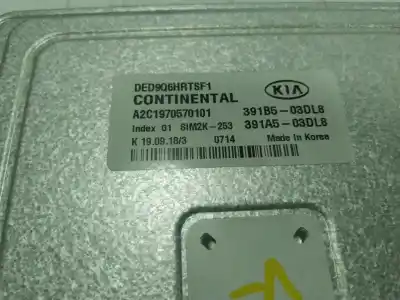 DED9Q6HRTSF1
CONTINENTAL KIA
A2C1970570101 391B5-03DL8
Index 01 SIM2K-253 391A5-03DL8
K 19.09.18/3 0714 Made in Korea